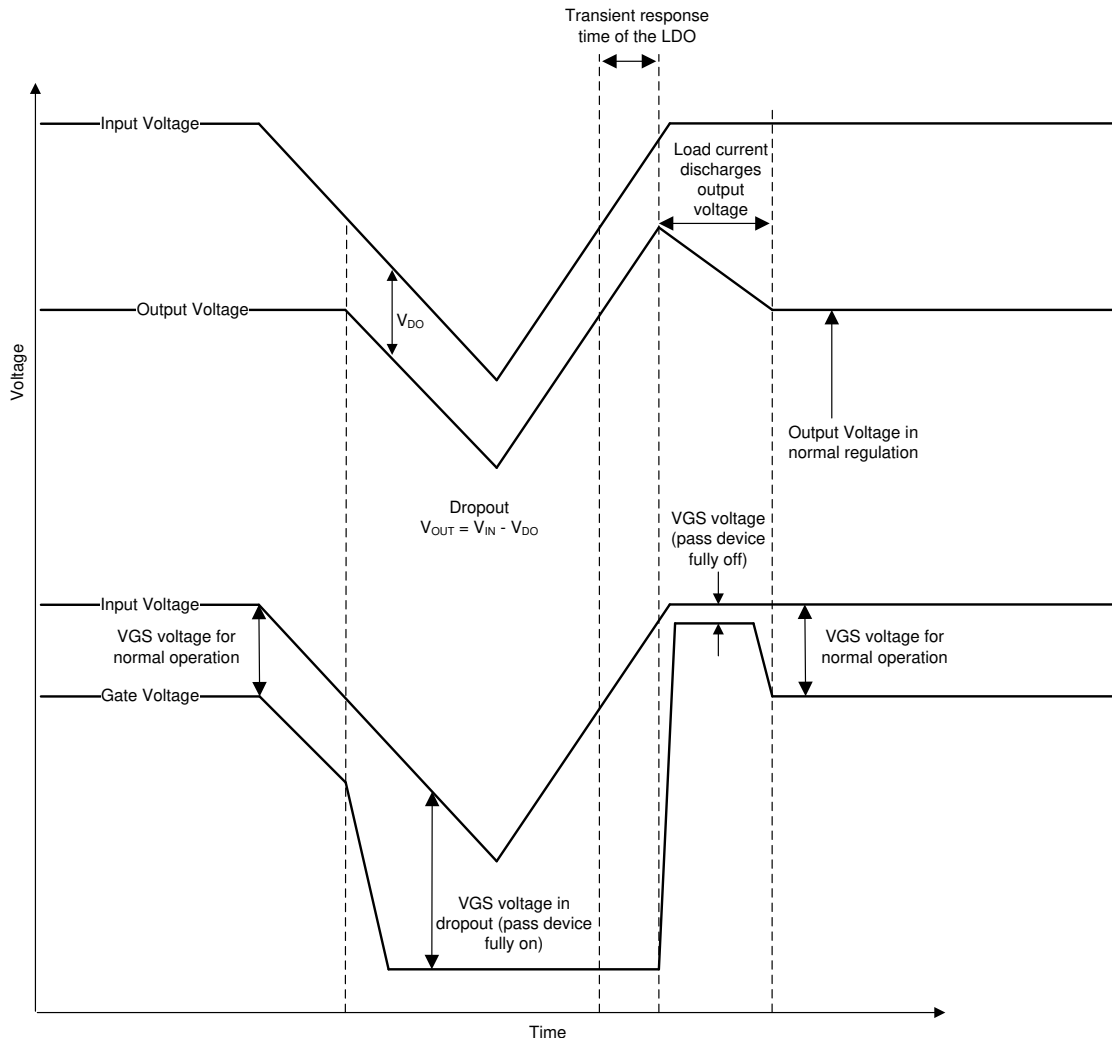 Transient response
time of the LDO
Input Voltage
Load current
discharges
output
voltage
Output Voltage
VDO
Voltage
Output Voltage in
normal regulation
Dropout
VOUT = VIN - VDO
VGS voltage
(pass device
fully off)
Input Voltage
VGS voltage for
normal operation
VGS voltage for
normal operation
Gate Voltage
VGS voltage in
dropout (pass device
fully on)
Time